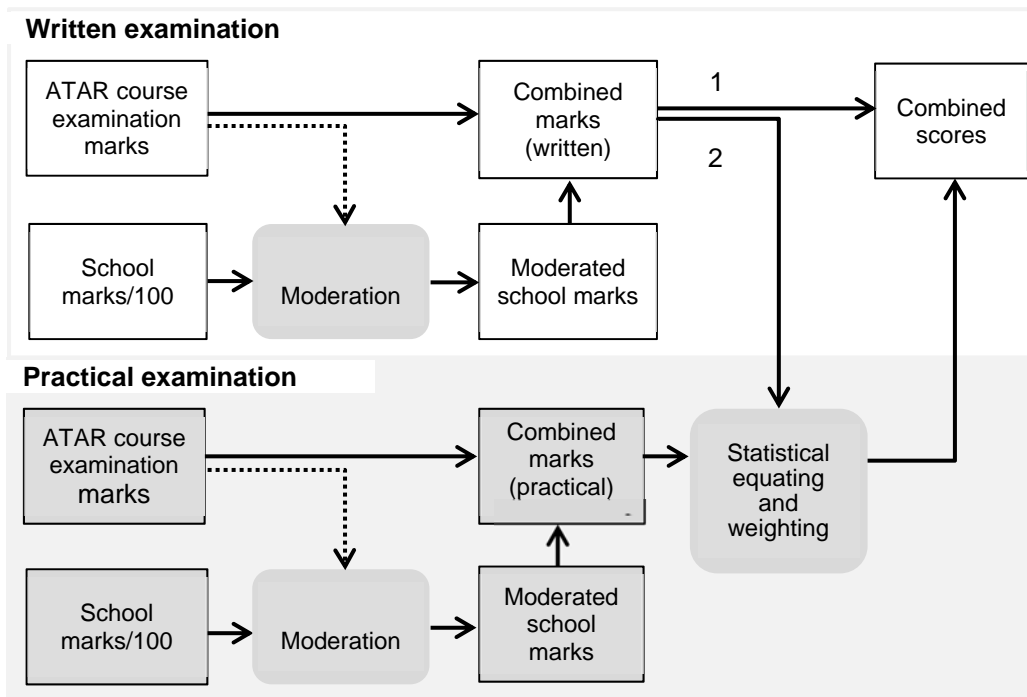 Written examination
ATAR course
examination
marks
Combined
marks
(written)
1
2
Combined
scores
School
marks/100
Moderation
Moderated
school marks
Practical examination
ATAR course
examination
marks
Combined
marks
(practical)
Statistical
equating
and
weighting
School
marks/100
Moderation
Moderated
school
marks